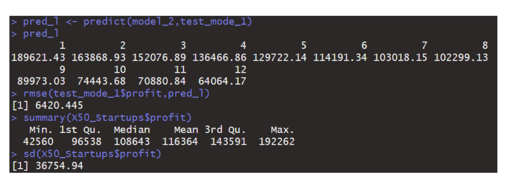 > pred_l <- predict(model_2,test_mode_1)
> pred_l
1 2 3 4 5 6 7 8
189621.43 163868.93 152076.89 136466.86 129722.14 114191.34 103018.15 102299.13
9 10 11 12
89973.03 74443.68 70880.84 64064.17
> rmse(test_mode_1$profit,pred_l)
[1] 6420.445
> summary(X50_Startups$profit)
Min. 1st Qu. Median Mean 3rd Qu. Max.
42560 96538 108643 116364 143591 192262
> sd(X50_Startups$profit)
[1] 36754.94